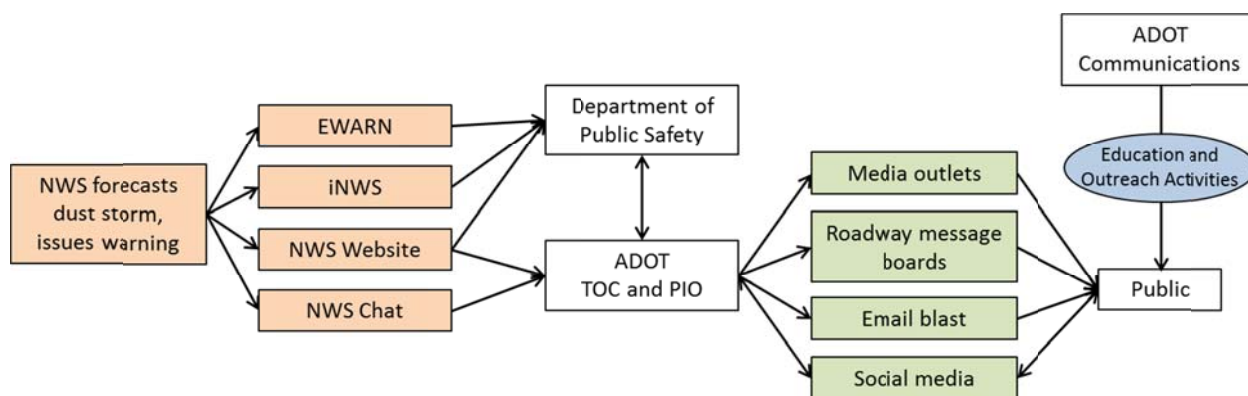 NWS forecasts
dust storm,
issues warning
EWARN
iNWS
NWS Website
NWS Chat
Department of
Public Safety
ADOT
TOC and PIO
Media outlets
Roadway message
boards
Email blast
Social media
ADOT
Communications
Education and
Outreach Activities
Public